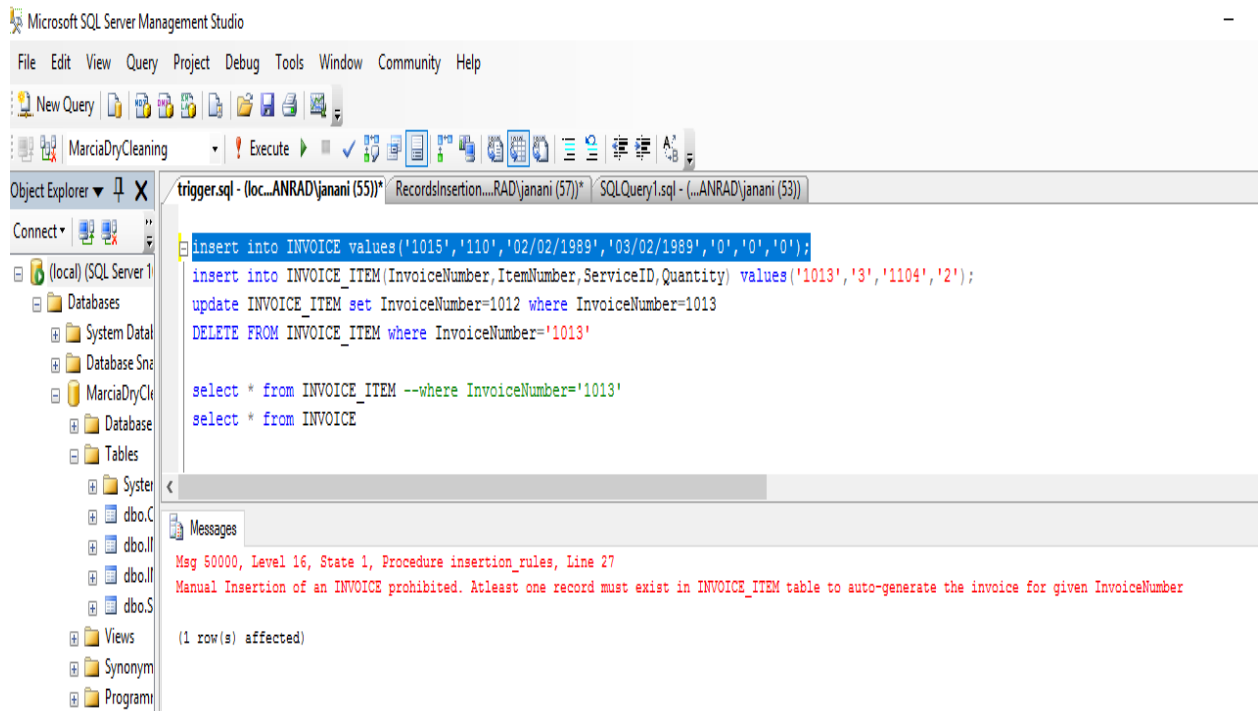 Microsoft SQL Server Management Studio
File Edit View Query Project Debug Tools Window Community Help
New Query
MarciaDryCleaning Execute
Object Explorer
trigger.sql - (loc...ANRAD\janani (55))* RecordsInsertion....RAD\janani (57))* SQLQuery1.sql - (...ANRAD\janani (53))
Connect
insert into INVOICE values('1015','110','02/02/1989','03/02/1989','0','0','0');
insert into INVOICE_ITEM(InvoiceNumber,ItemNumber,ServiceID,Quantity) values('1013','3','1104','2');
update INVOICE_ITEM set InvoiceNumber=1012 where InvoiceNumber=1013
DELETE FROM INVOICE_ITEM where InvoiceNumber='1013'
select * from INVOICE_ITEM --where InvoiceNumber='1013'
select * from INVOICE
(local) (SQL Server 1
Databases
System Datal
Database Sna
MarciaDryCle
Database
Tables
System
dbo.C
dbo.I
dbo.I
dbo.S
Views
Synonym
Programm
Messages
Msg 50000, Level 16, State 1, Procedure insertion_rules, Line 27
Manual Insertion of an INVOICE prohibited. Atleast one record must exist in INVOICE_ITEM table to auto-generate the invoice for given InvoiceNumber
(1 row(s) affected)